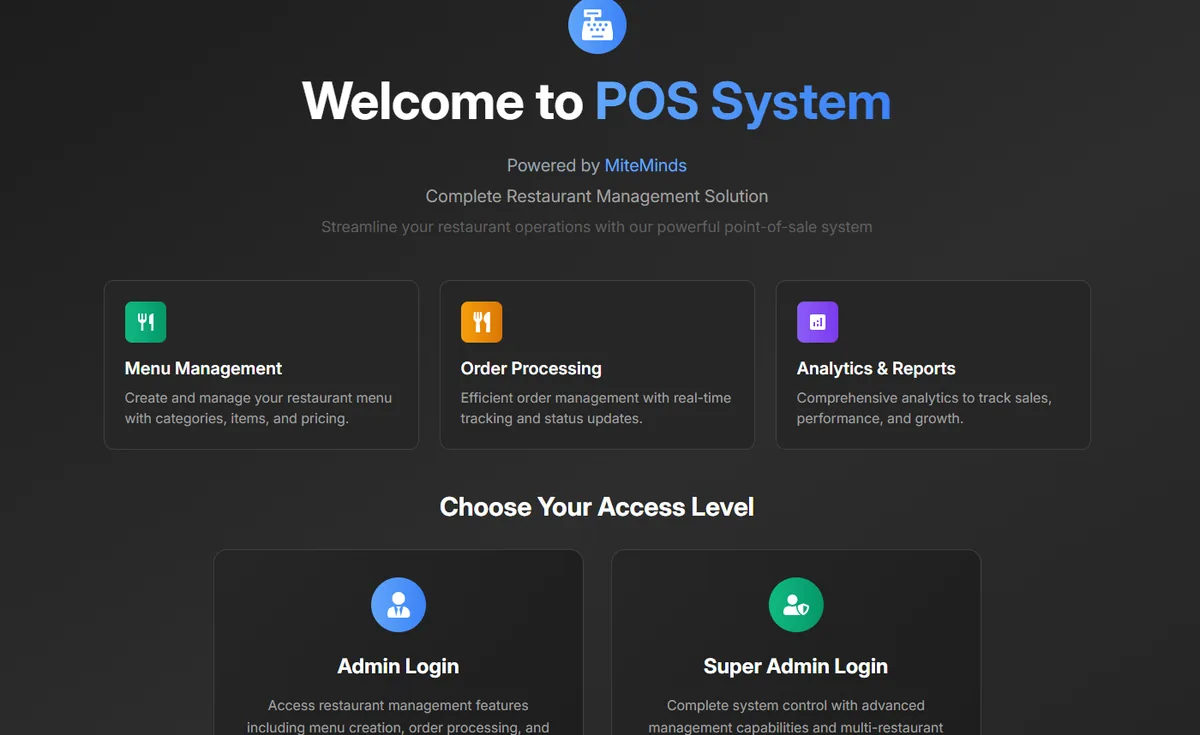 Welcome to POS System
Powered by MiteMinds
Complete Restaurant Management Solution
Streamline your restaurant operations with our powerful point-of-sale system
Menu Management
Create and manage your restaurant menu
with categories, items, and pricing.
Order Processing
Efficient order management with real-time
tracking and status updates.
Analytics & Reports
Comprehensive analytics to track sales,
performance, and growth.
Choose Your Access Level
Admin Login
Access restaurant management features
including menu creation, order processing, and
Super Admin Login
Complete system control with advanced
management capabilities and multi-restaurant